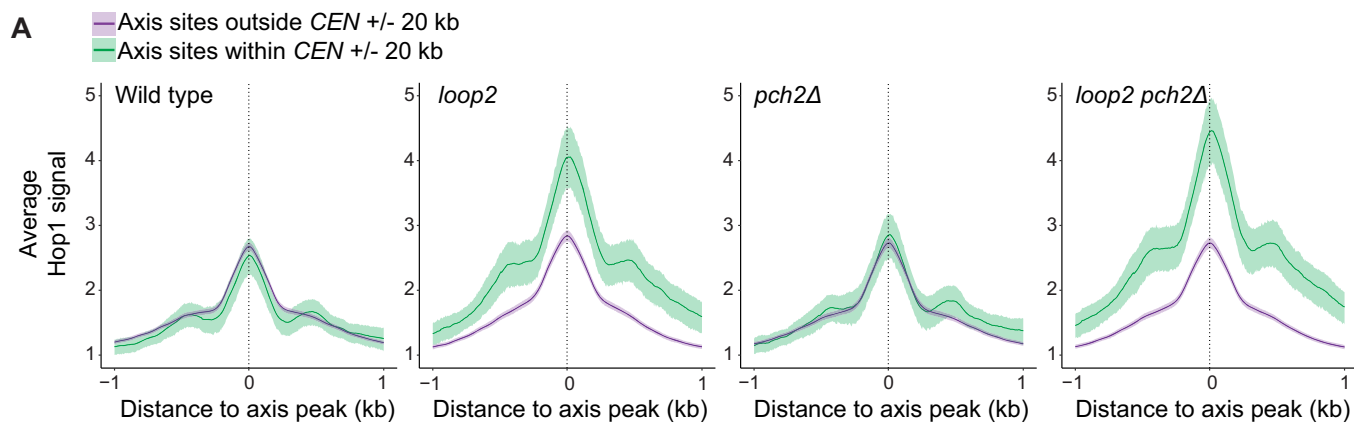 A
Axis sites outside CEN +/- 20 kb
Axis sites within CEN +/- 20 kb
Average
Hop1 signal
Wild type
5
4
3
2
1
−1
0
1
Distance to axis peak (kb)
loop2
5
4
3
2
1
−1
0
1
Distance to axis peak (kb)
pch2Δ
5
4
3
2
1
−1
0
1
Distance to axis peak (kb)
loop2 pch2Δ
5
4
3
2
1
−1
0
1
Distance to axis peak (kb)